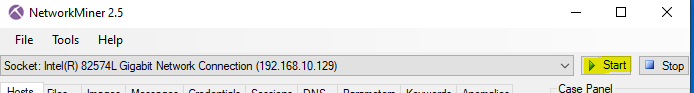 NetworkMiner 2.5
File Tools Help
Socket: Intel(R) 82574L Gigabit Network Connection (192.168.10.129) Start Stop
Hosts Files Images Messages Credentials Sessions DNS Parameters Keywords Anomalies Case Panel